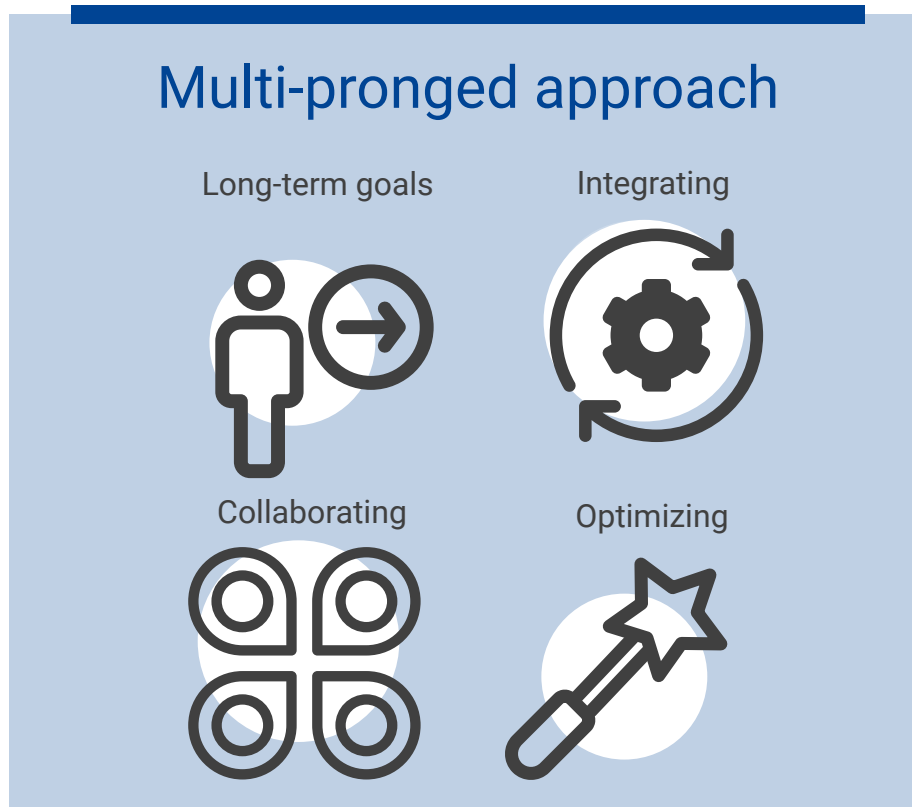 Multi-pronged approach
Long-term goals
Integrating
Collaborating
Optimizing